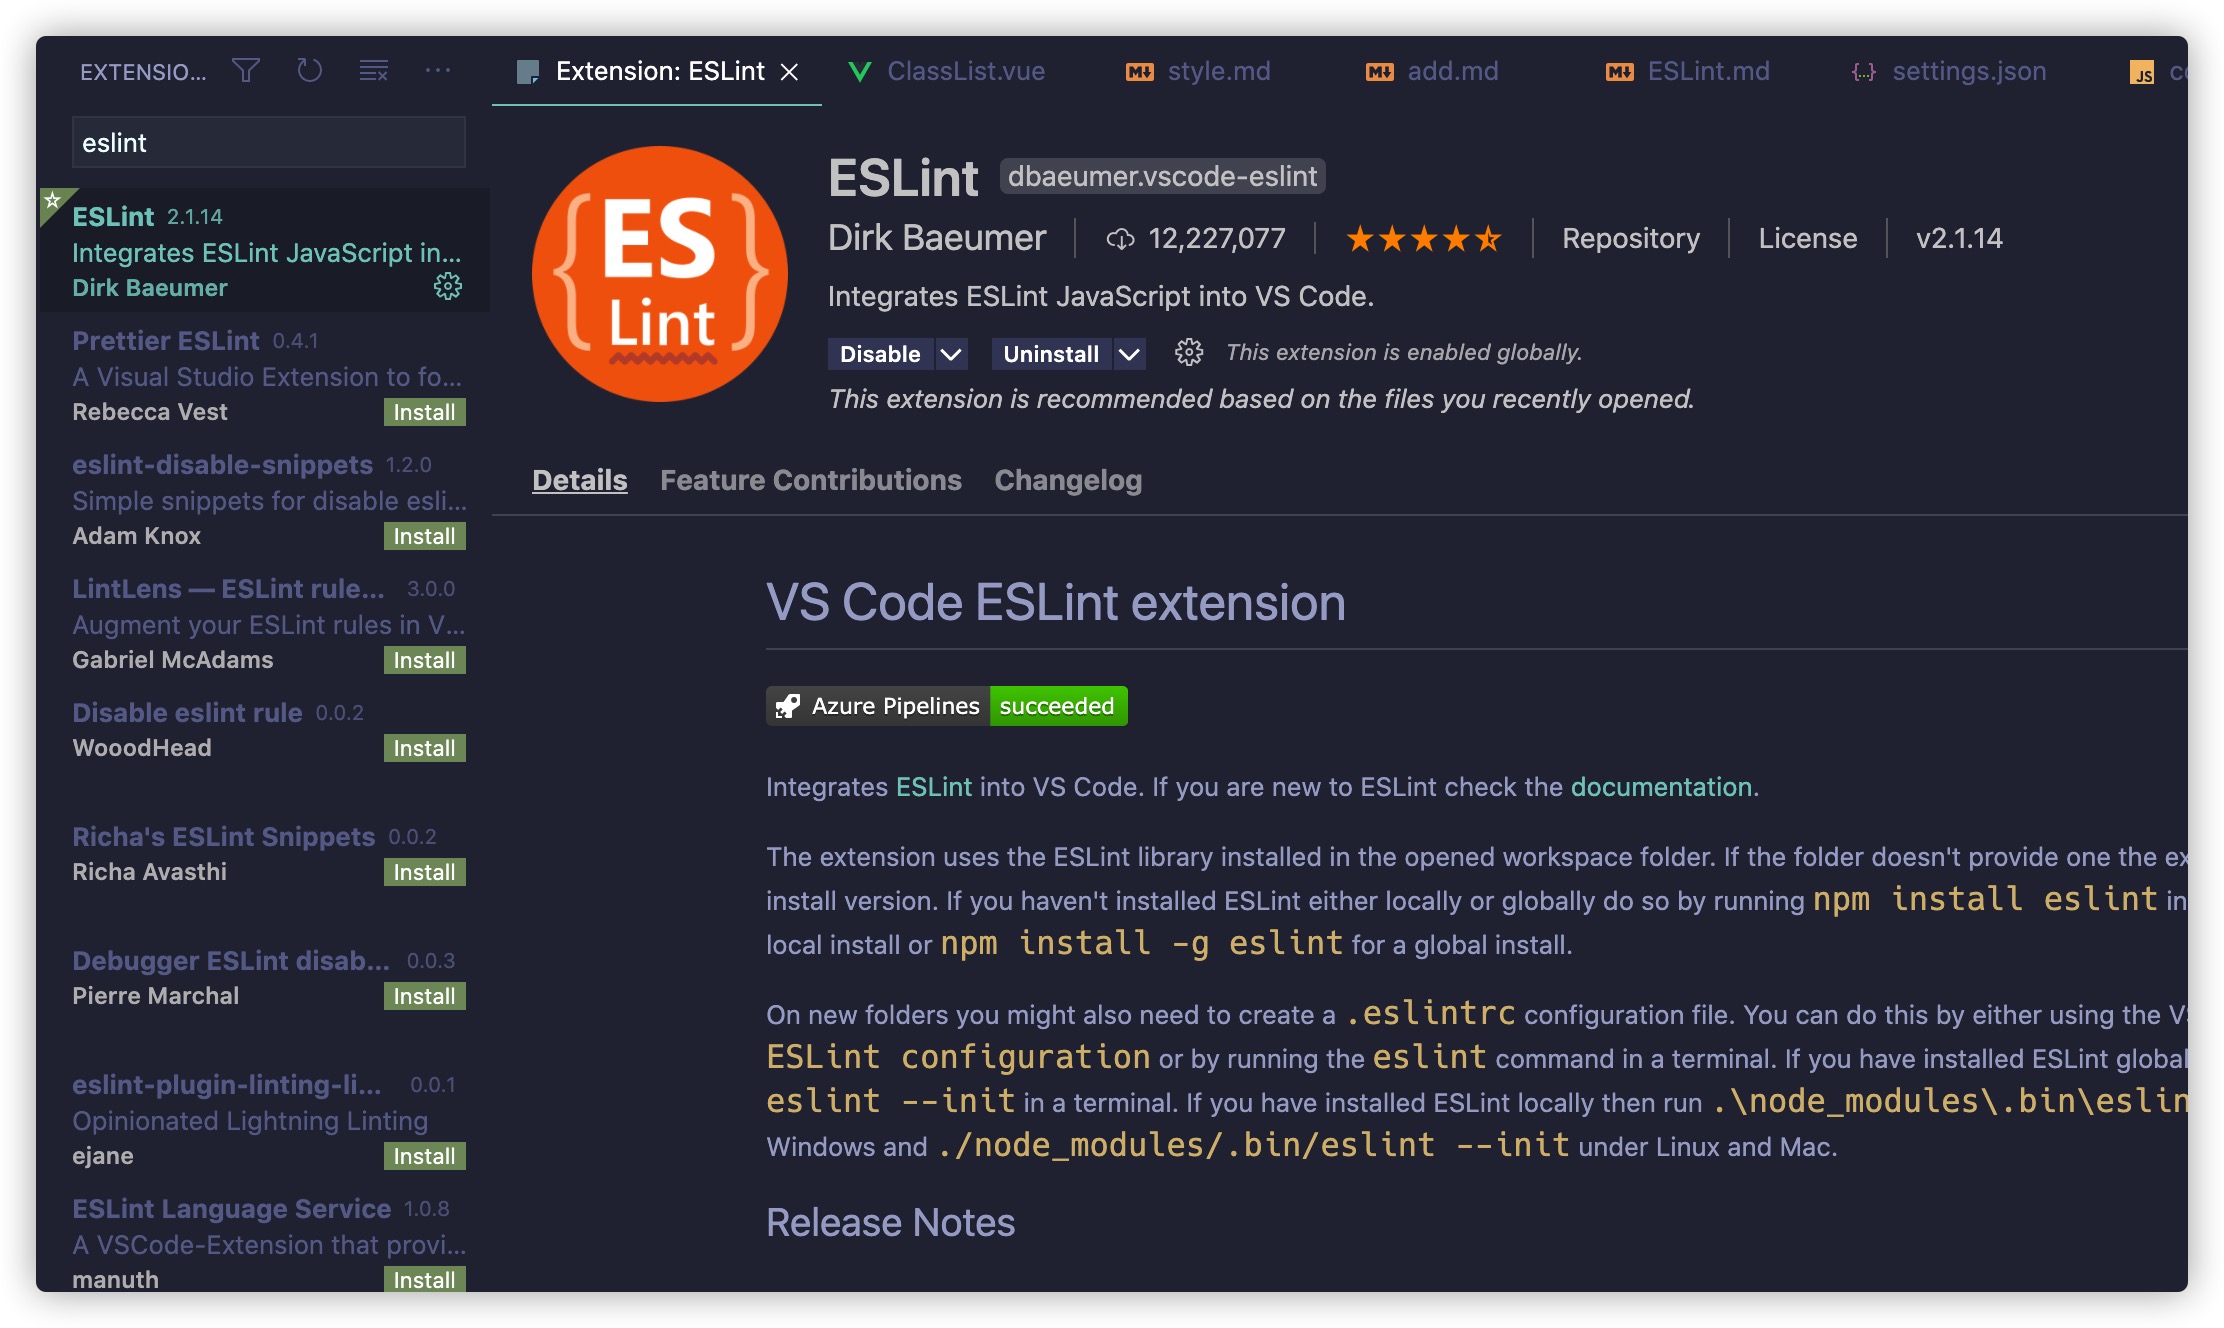 EXTENSIO...
Extension: ESLint
ClassList.vue
style.md
add.md
ESLint.md
settings.json
eslint
ESLint 2.1.14
Integrates ESLint JavaScript in...
Dirk Baeumer
Prettier ESLint 0.4.1
A Visual Studio Extension to fo...
Rebecca Vest
Install
eslint-disable-snippets 1.2.0
Simple snippets for disable esli...
Adam Knox
Install
LintLens — ESLint rule... 3.0.0
Augment your ESLint rules in V...
Gabriel McAdams
Install
Disable eslint rule 0.0.2
WooodHead
Install
Richa's ESLint Snippets 0.0.2
Richa Avasthi
Install
Debugger ESLint disab... 0.0.3
Pierre Marchal
Install
eslint-plugin-linting-li... 0.0.1
Opinionated Lightning Linting
ejane
Install
ESLint Language Service 1.0.8
A VSCode-Extension that provi...
manuth
Install
{ES
Lint}
ESLint dbaeumer.vscode-eslint
Dirk Baeumer 12,227,077 Repository License v2.1.14
Integrates ESLint JavaScript into VS Code.
Disable Uninstall This extension is enabled globally.
This extension is recommended based on the files you recently opened.
Details Feature Contributions Changelog
VS Code ESLint extension
Azure Pipelines succeeded
Integrates ESLint into VS Code. If you are new to ESLint check the documentation.
The extension uses the ESLint library installed in the opened workspace folder. If the folder doesn't provide one the ex
install version. If you haven't installed ESLint either locally or globally do so by running npm install eslint in
local install or npm install -g eslint for a global install.
On new folders you might also need to create a .eslintrc configuration file. You can do this by either using the VS
ESLint configuration or by running the eslint command in a terminal. If you have installed ESLint global
eslint --init in a terminal. If you have installed ESLint locally then run .\node_modules\.bin\eslin
Windows and ./node_modules/.bin/eslint --init under Linux and Mac.
Release Notes